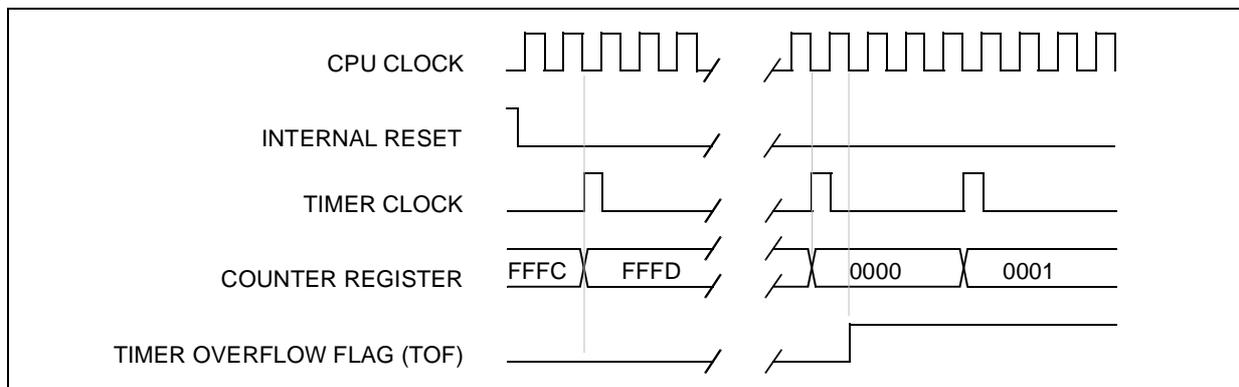 CPU CLOCK
INTERNAL RESET
TIMER CLOCK
COUNTER REGISTER FFFC FFFD 0000 0001
TIMER OVERFLOW FLAG (TOF)